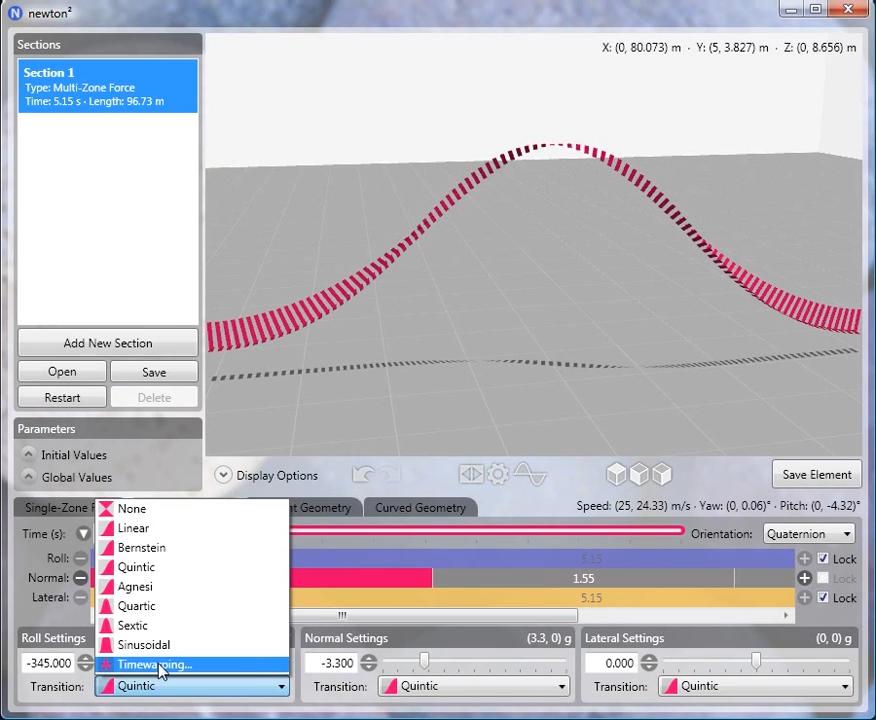 newton²
Sections
Section 1
Type: Multi-Zone Force
Time: 5.15 s · Length: 96.73 m
X: (0, 80.073) m · Y: (5, 3.827) m · Z: (0, 8.656) m
Add New Section
Open
Save
Restart
Delete
Parameters
Initial Values
Global Values
Display Options
Save Element
Single-Zone F
nt Geometry
Curved Geometry
Speed: (25, 24.33) m/s · Yaw: (0, 0.06)° · Pitch: (0, -4.32)°
Time (s):
Orientation:
Quaternion
Roll:
5.15
Lock
Normal:
1.55
Lock
Lateral:
5.15
Lock
None
Linear
Bernstein
Quintic
Agnesi
Quartic
Sextic
Sinusoidal
Timewarping...
Roll Settings
-345.000
Transition:
Quintic
Normal Settings
(3.3, 0) g
-3.300
Transition:
Quintic
Lateral Settings
(0, 0) g
0.000
Transition:
Quintic